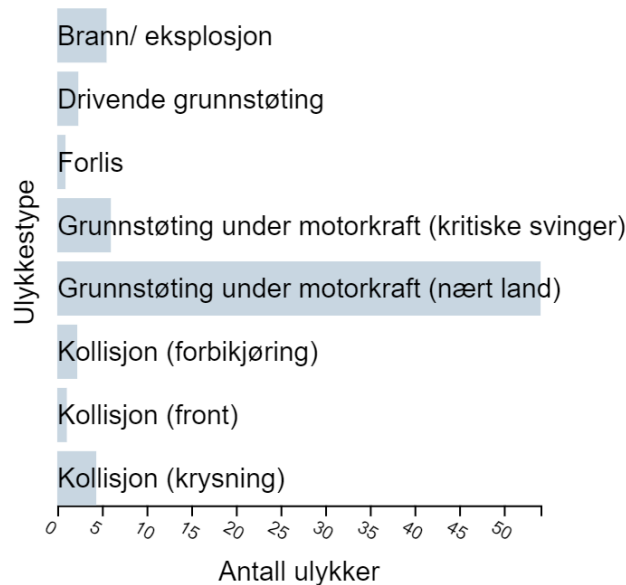 Brann/ eksplosjon
Drivende grunnstøting
Forlis
Grunnstøting under motorkraft (kritiske svinger)
Grunnstøting under motorkraft (nært land)
Kollisjon (forbikjøring)
Kollisjon (front)
Kollisjon (krysning)
Ulykkestype
0 5 10 15 20 25 30 35 40 45 50
Antall ulykker